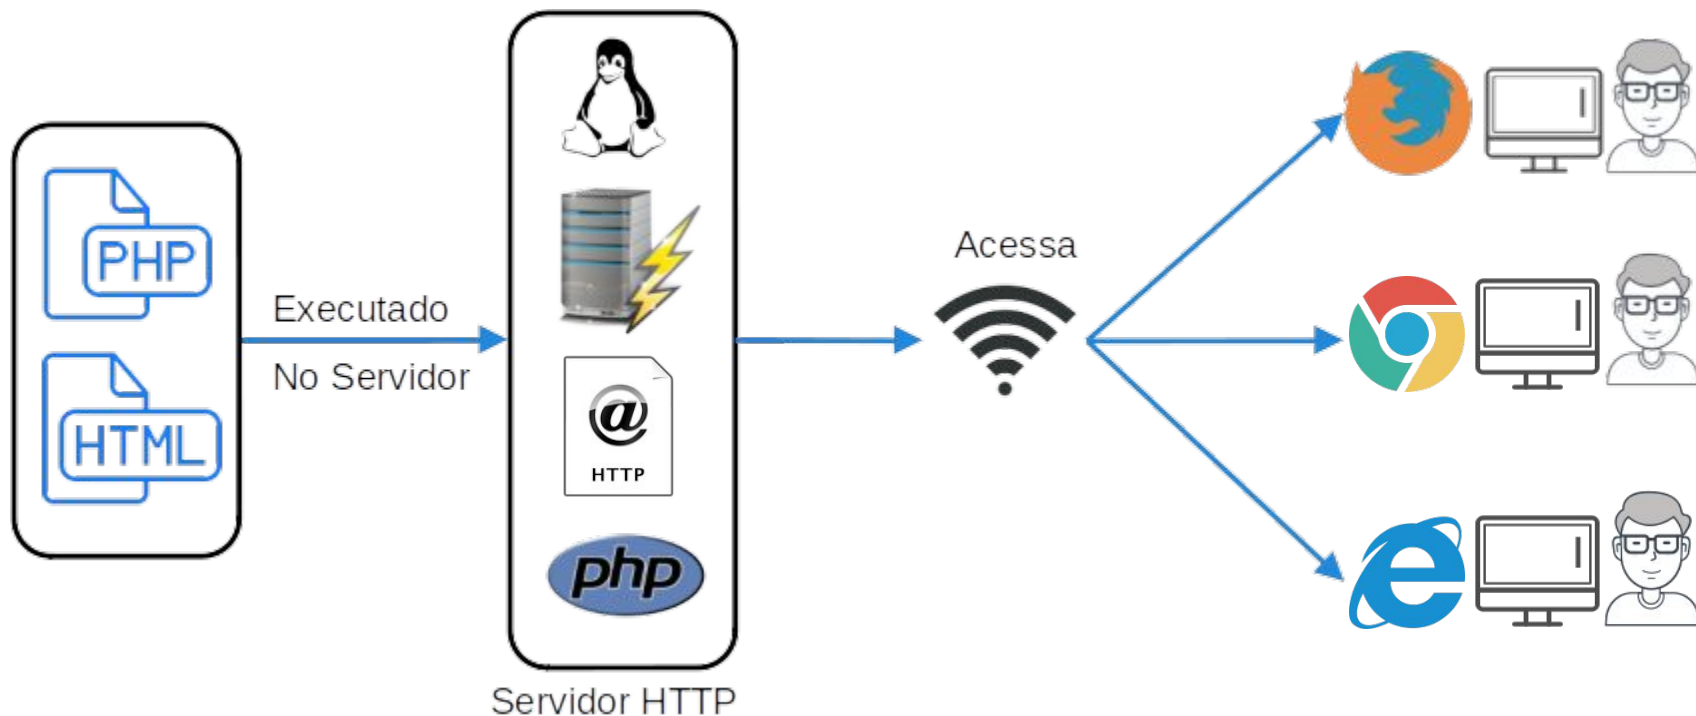 PHP
HTML
Executado
No Servidor
HTTP
php
Servidor HTTP
Acessa